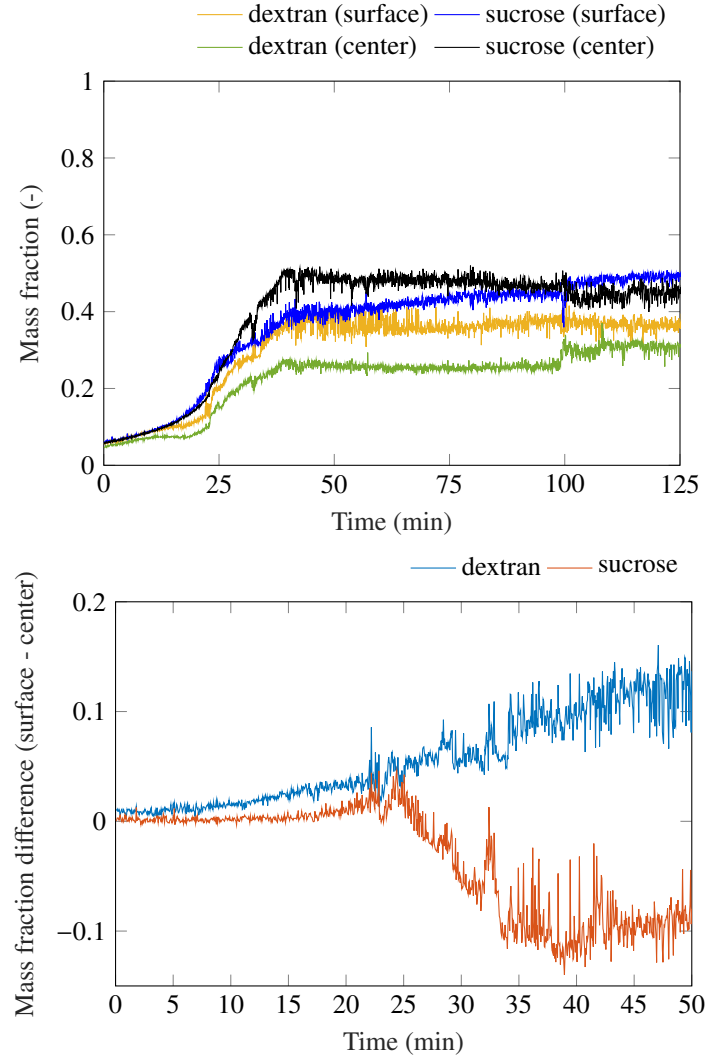 dextran (surface) sucrose (surface)
dextran (center) sucrose (center)
1
0.8
0.6
0.4
0.2
0
Mass fraction (-)
0 25 50 75 100 125
Time (min)
dextran sucrose
0.2
0.1
0
−0.1
Mass fraction difference (surface - center)
0 5 10 15 20 25 30 35 40 45 50
Time (min)